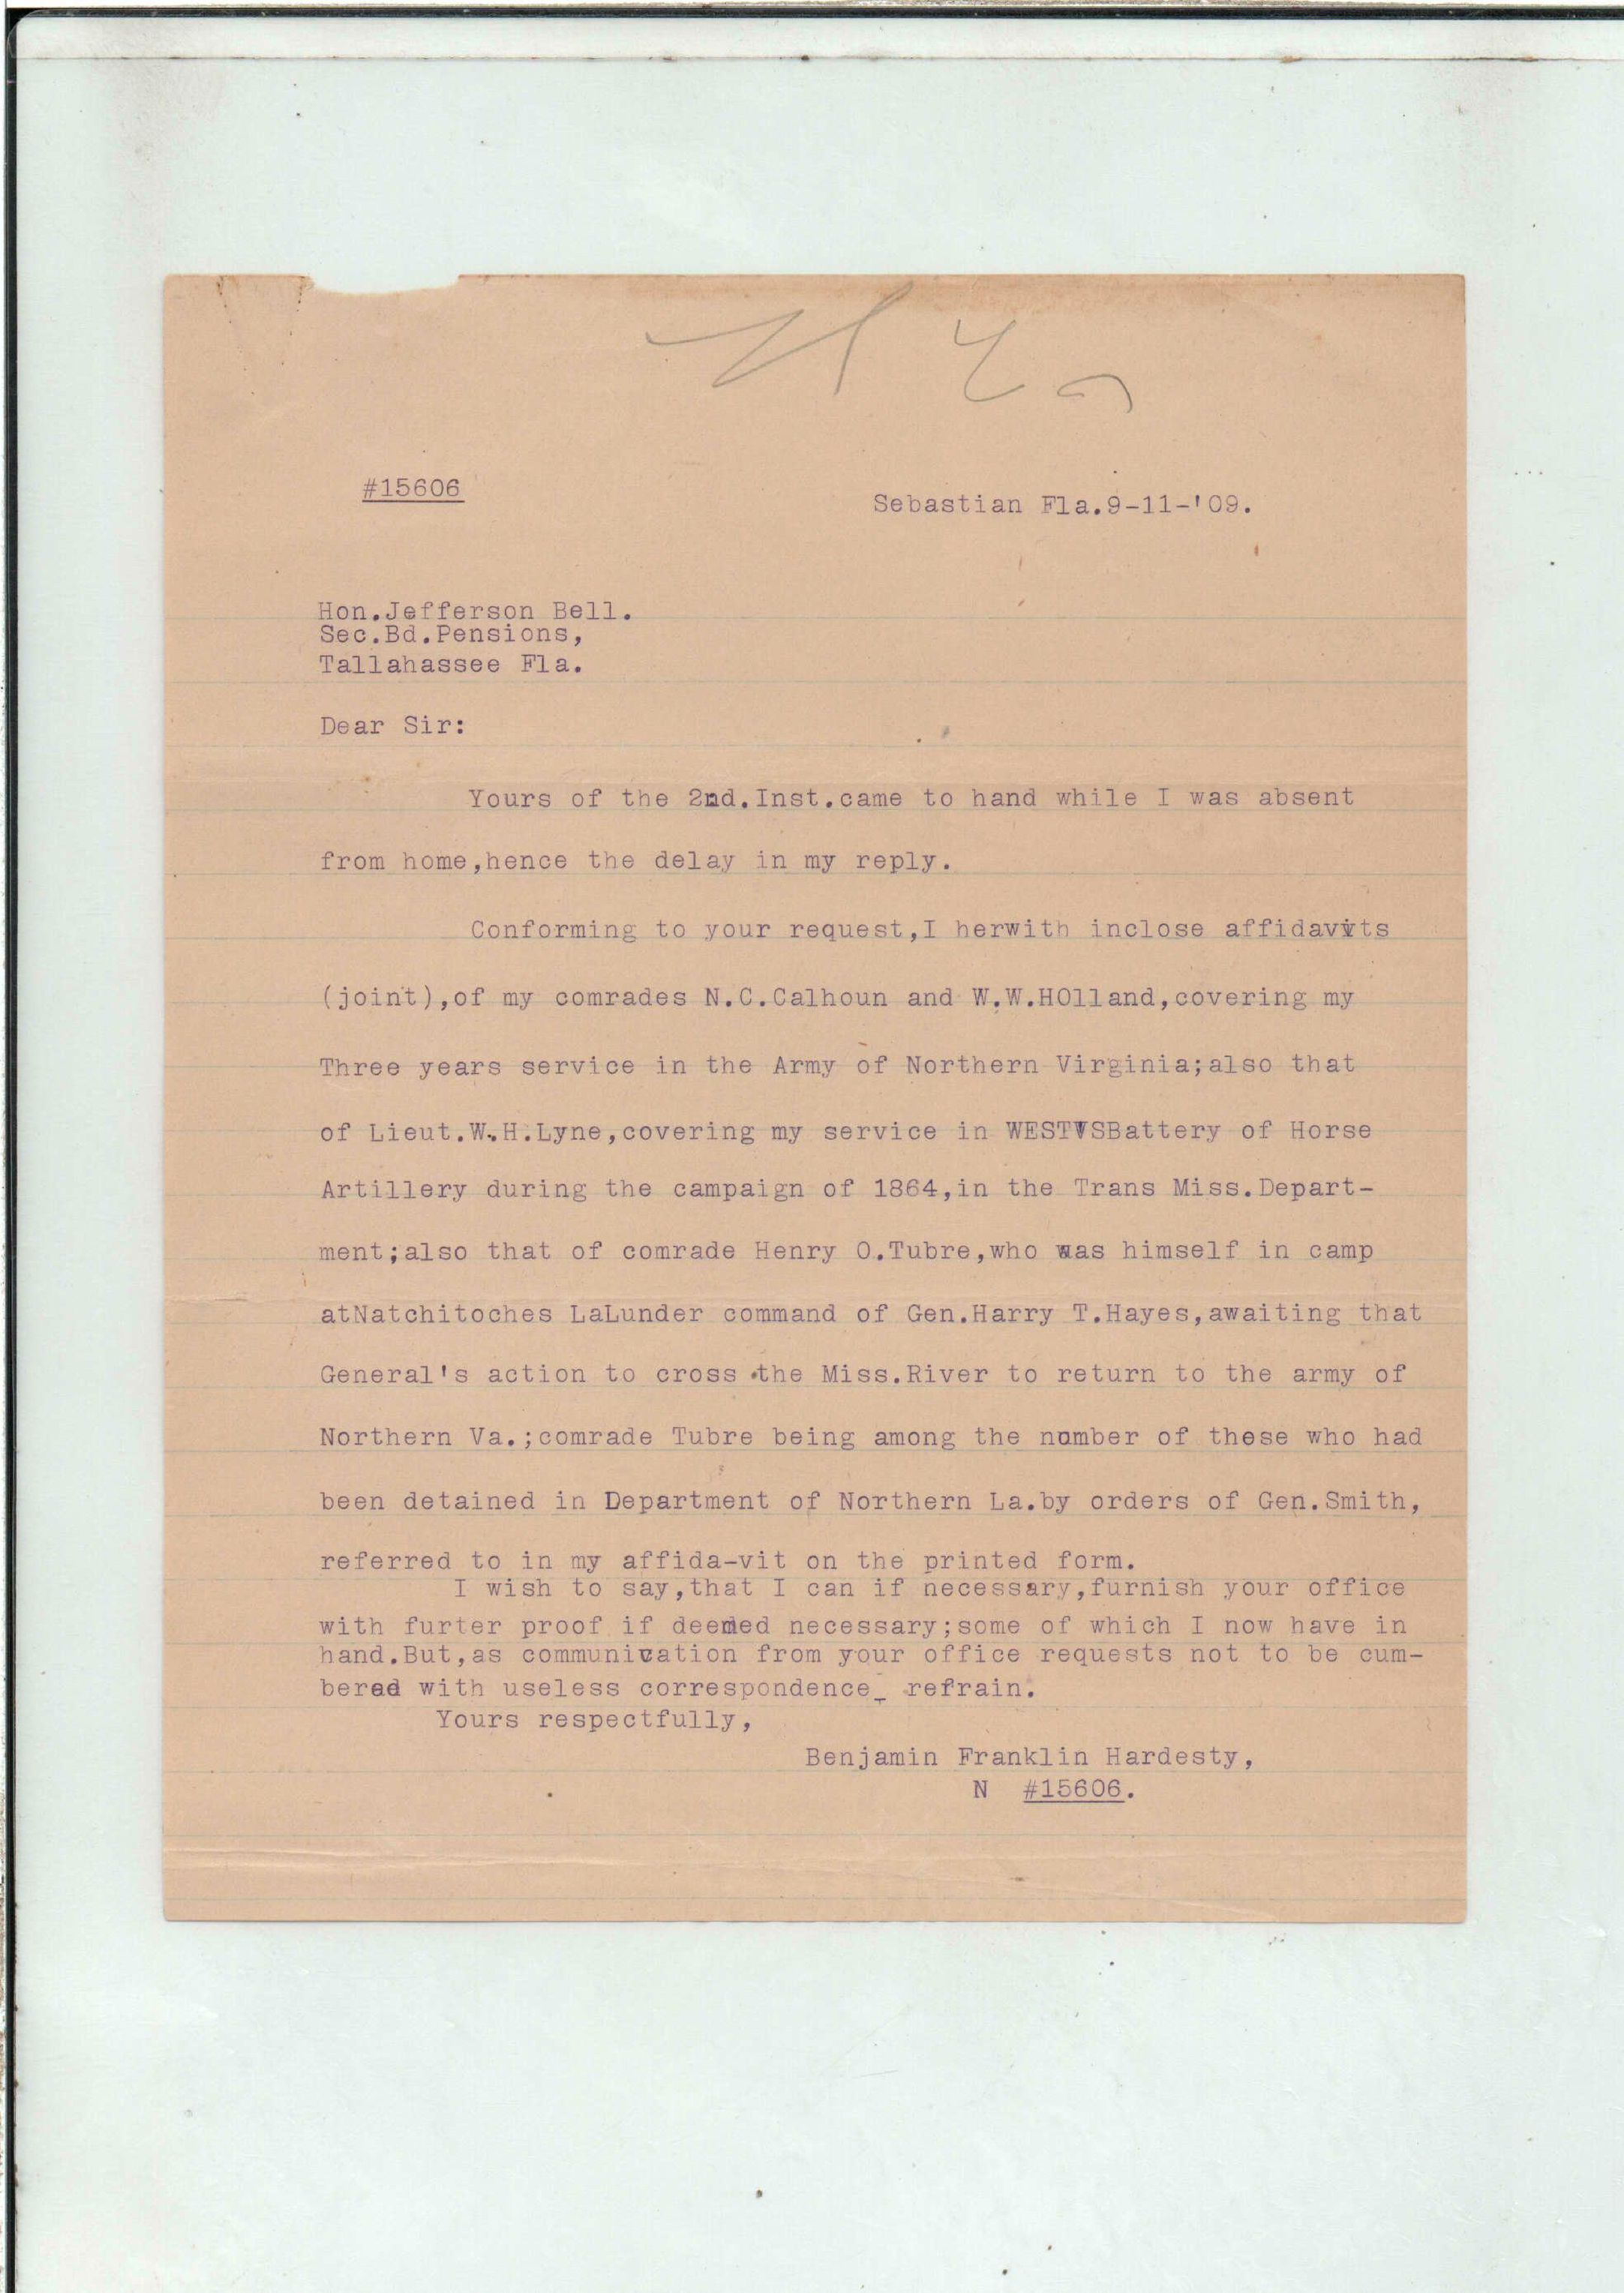 #15606
Sebastian Fla.9-11-'09.
Hon.Jefferson Bell.
Sec.Bd.Pensions,
Tallahassee Fla.
Dear Sir:
Yours of the 2nd.Inst.came to hand while I was absent
from home,hence the delay in my reply.
Conforming to your request,I herwith inclose affidavits
(joint),of my comrades N.C.Calhoun and W.W.HOlland,covering my
Three years service in the Army of Northern Virginia;also that
of Lieut.W.H.Lyne,covering my service in Battery of Horse
Artillery during the campaign of 1864,in the Trans Miss.Depart-
ment;also that of comrade Henry O.Tubre,who was himself in camp
atNatchitoches LaLunder command of Gen.Harry T.Hayes,awaiting that
General's action to cross the Miss.River to return to the army of
Northern Va.;comrade Tubre being among the number of these who had
been detained in Department of Northern La.by orders of Gen.Smith,
referred to in my affida-vit on the printed form.
I wish to say,that I can if necessary,furnish your office
with furter proof if deemed necessary;some of which I now have in
hand.But,as communication from your office requests not to be cum-
bered with useless correspondence_ refrain.
Yours respectfully,
Benjamin Franklin Hardesty,
N #15606.